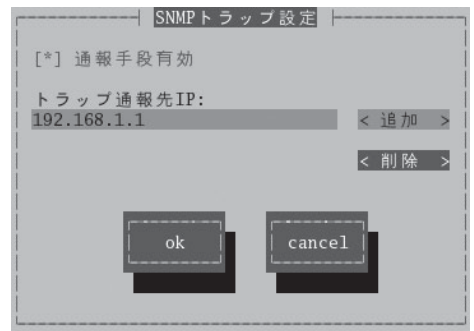 SNMPトラップ設定
[*] 通報手段有効
トラップ通報先IP:
192.168.1.1
< 追加 >
< 削除 >
ok
cancel